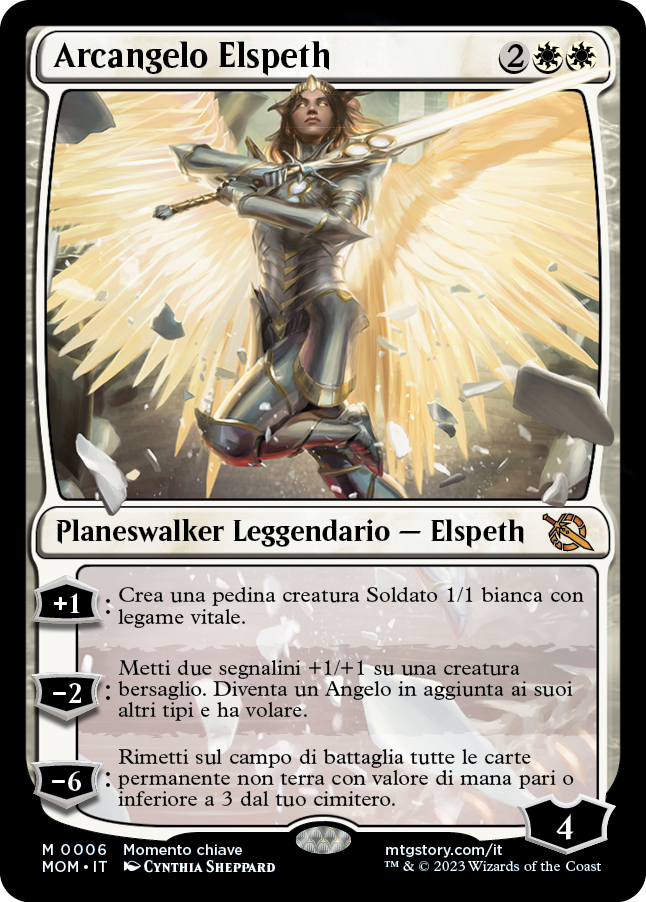 Arcangelo Elspeth 2
Planeswalker Leggendario — Elspeth
+1: Crea una pedina creatura Soldato 1/1 bianca con
legame vitale.
Metti due segnalini +1/+1 su una creatura
−2: bersaglio. Diventa un Angelo in aggiunta ai suoi
altri tipi e ha volare.
Rimetti sul campo di battaglia tutte le carte
−6: permanente non terra con valore di mana pari o
inferiore a 3 dal tuo cimitero.
4
M 0006 Momento chiave mtgstory.com/it
MOM • IT Cynthia Sheppard ™ & © 2023 Wizards of the Coast